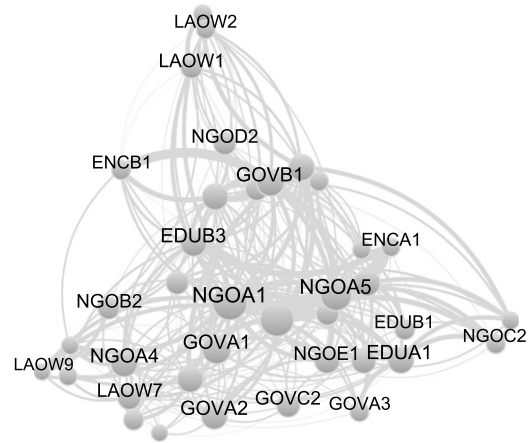 LAOW2
LAOW1
NGOD2
ENCB1
GOVB1
EDUB3
ENCA1
NGOA5
NGOA1
NGOB2
EDUB1
NGOC2
GOVA1
NGOA4
NGOE1
EDUA1
LAOW9
LAOW7
GOVC2
GOVA3
GOVA2